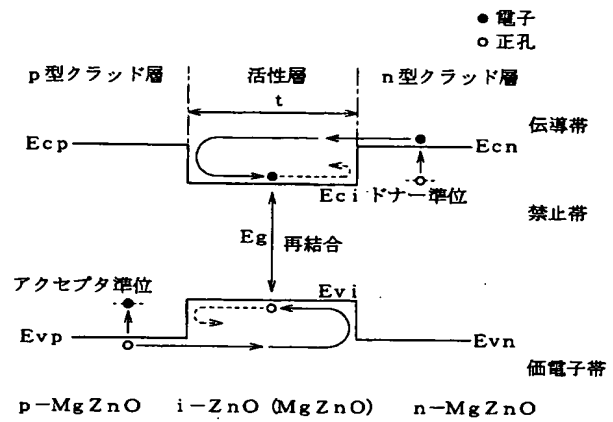 ● 電子
○ 正孔
p型クラッド層 活性層 n型クラッド層
t
伝導帯
Ecp Ecn
Eci ドナー準位
禁止帯
Eg 再結合
アクセプタ準位 Evi
Evp Evn
価電子帯
p−MgZnO i−ZnO (MgZnO) n−MgZnO